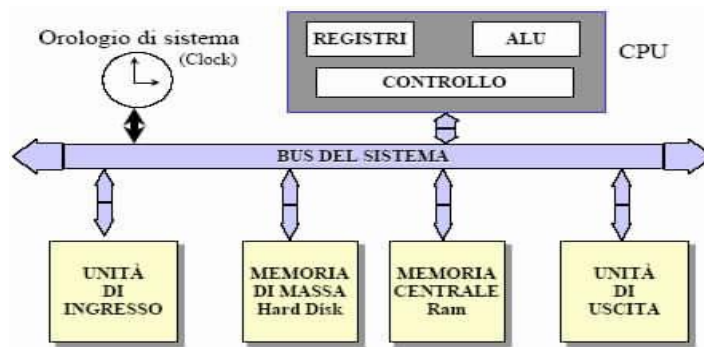 Orologio di sistema
(Clock)
REGISTRI
ALU
CPU
CONTROLLO
BUS DEL SISTEMA
UNITÀ
DI
INGRESSO
MEMORIA
DI MASSA
Hard Disk
MEMORIA
CENTRALE
Ram
UNITÀ
DI
USCITA